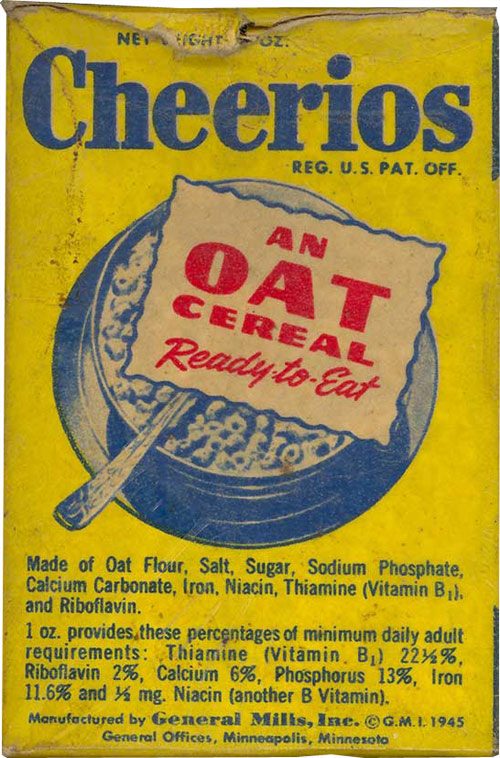 NET WEIGHT OZ.
Cheerios
REG. U.S. PAT. OFF.
AN
OAT
CEREAL
Ready-to-Eat
Made of Oat Flour, Salt, Sugar, Sodium Phosphate,
Calcium Carbonate, Iron, Niacin, Thiamine (Vitamin B₁),
and Riboflavin.
1 oz. provides these percentages of minimum daily adult
requirements: Thiamine (Vitamin B₁) 22½%,
Riboflavin 2%, Calcium 6%, Phosphorus 13%, Iron
11.6% and ½ mg. Niacin (another B Vitamin).
Manufactured by General Mills, Inc. © G.M.I. 1945
General Offices, Minneapolis, Minnesota